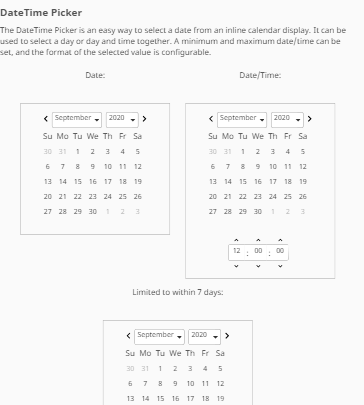 DateTime Picker
The DateTime Picker is an easy way to select a date from an inline calendar display. It can be
used to select a day or day and time together. A minimum and maximum date/time can be
set, and the format of the selected value is configurable.
Date:
September 2020
Su Mo Tu We Th Fr Sa
30 31 1 2 3 4 5
6 7 8 9 10 11 12
13 14 15 16 17 18 19
20 21 22 23 24 25 26
27 28 29 30 1 2 3
Date/Time:
September 2020
Su Mo Tu We Th Fr Sa
30 31 1 2 3 4 5
6 7 8 9 10 11 12
13 14 15 16 17 18 19
20 21 22 23 24 25 26
27 28 29 30 1 2 3
12 : 00 : 00
Limited to within 7 days:
September 2020
Su Mo Tu We Th Fr Sa
30 31 1 2 3 4 5
6 7 8 9 10 11 12
13 14 15 16 17 18 19